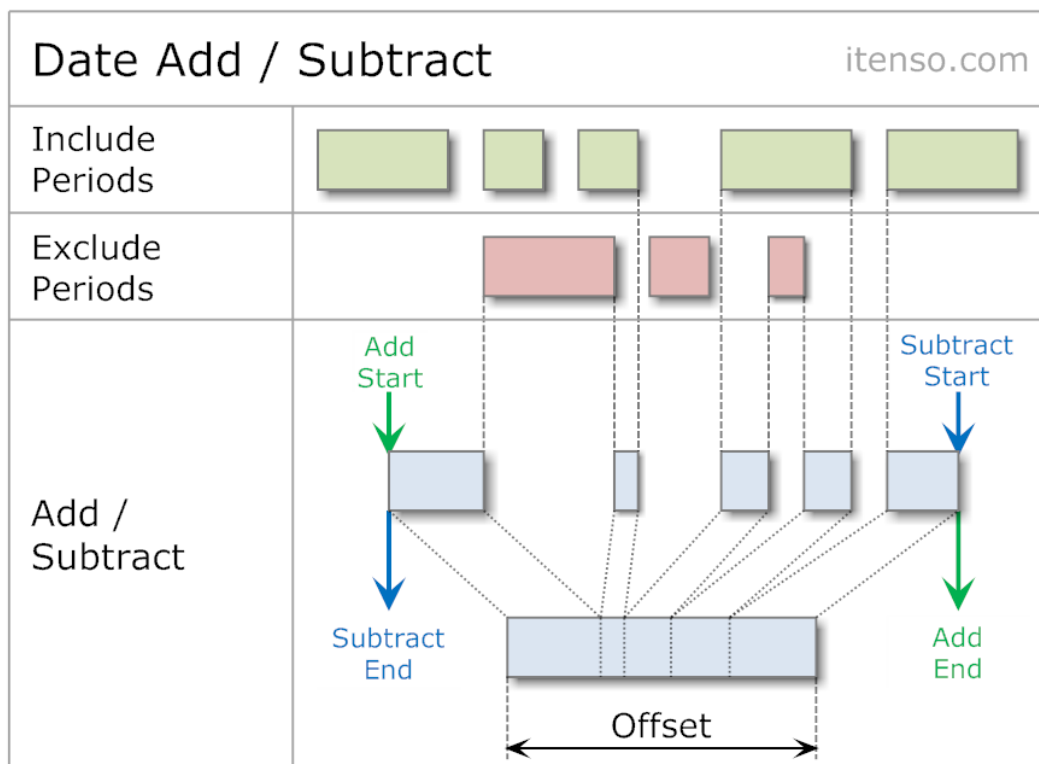 Date Add / Subtract
itenso.com
Include
Periods
Exclude
Periods
Add
Start
Subtract
Start
Add /
Subtract
Subtract
End
Add
End
Offset